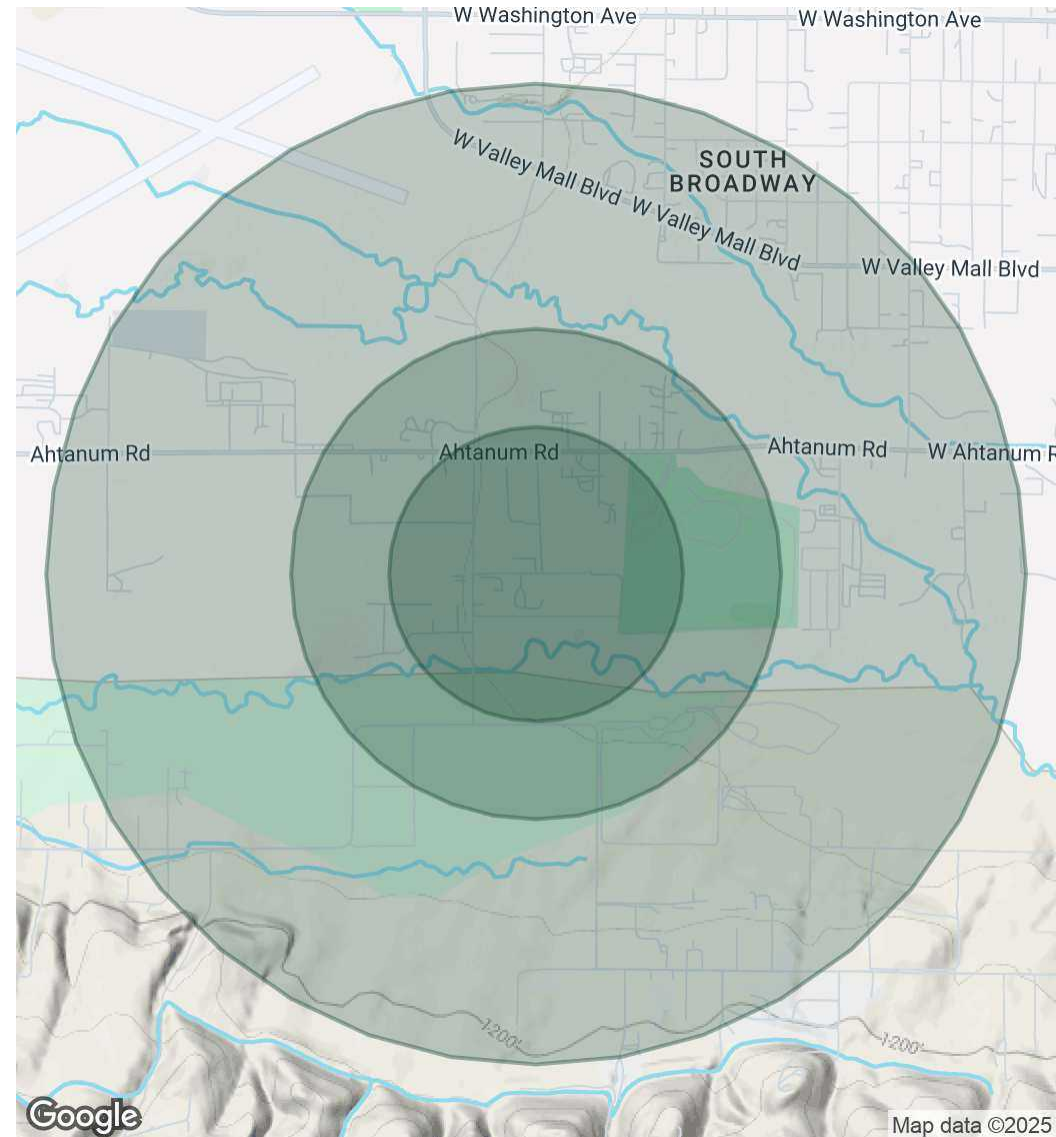 W Washington Ave
W Washington Ave
W Valley Mall Blvd
SOUTH
BROADWAY
W Valley Mall Blvd
W Valley Mall Blvd
Ahtanum Rd
Ahtanum Rd
Ahtanum Rd
W Ahtanum R
1200'
1200'
Google
Map data ©2025